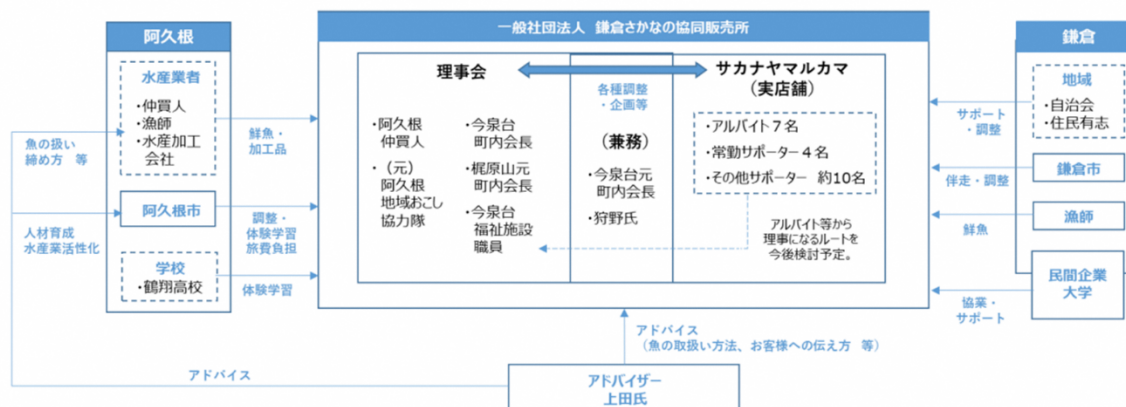 阿久根
水産業者
・仲買人
・漁師
・水産加工
会社
阿久根市
学校
・鶴翔高校
魚の扱い
締め方 等
人材育成
水産業活性化
鮮魚・
加工品
調整・
体験学習
旅費負担
体験学習
一般社団法人 鎌倉さかなの協同販売所
理事会
・阿久根
仲買人
・(元)
阿久根
地域おこし
協力隊
・今泉台
町内会長
・梶原山元
町内会長
・今泉台
福祉施設
職員
各種調整
・企画等
(兼務)
・今泉台元
町内会長
・狩野氏
サカナヤマルカマ
(実店舗)
・アルバイト7名
・常勤サポーター4名
・その他サポーター 約10名
アルバイト等から
理事になるルートを
今後検討予定。
サポート
・調整
伴走・調整
鮮魚
協業・
サポート
鎌倉
地域
・自治会
・住民有志
鎌倉市
漁師
民間企業
大学
アドバイス
(魚の取扱い方法、お客様への伝え方 等)
アドバイス
アドバイザー
上田氏